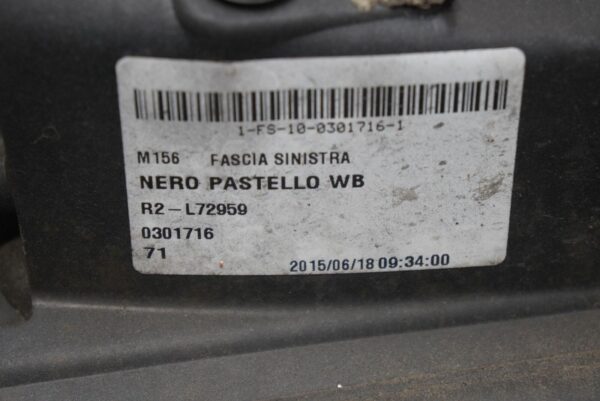 1-FS-10-0301716-1
M156 FASCIA SINISTRA
NERO PASTELLO WB
R2-L72959
0301716
71
2015/06/18 09:34:00